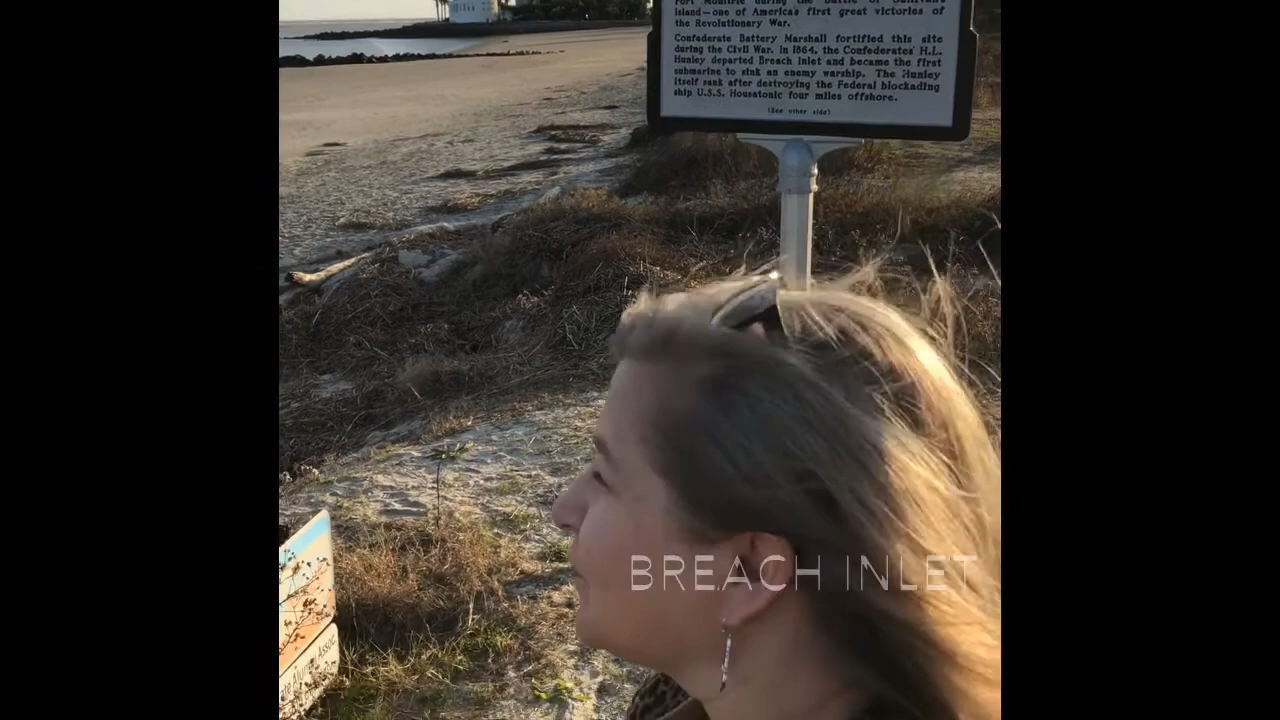 Fort Moultrie during the Battle of Sullivan's
Island—one of America's first great victories of
the Revolutionary War.
Confederate Battery Marshall fortified this site
during the Civil War. In 1864, the Confederates' H.L.
Hunley departed Breach Inlet and became the first
submarine to sink an enemy warship. The Hunley
itself sank after destroying the Federal blockading
ship U.S.S. Housatonic four miles offshore.
(See other side)
BREACH INLET
Alumni Assoc.